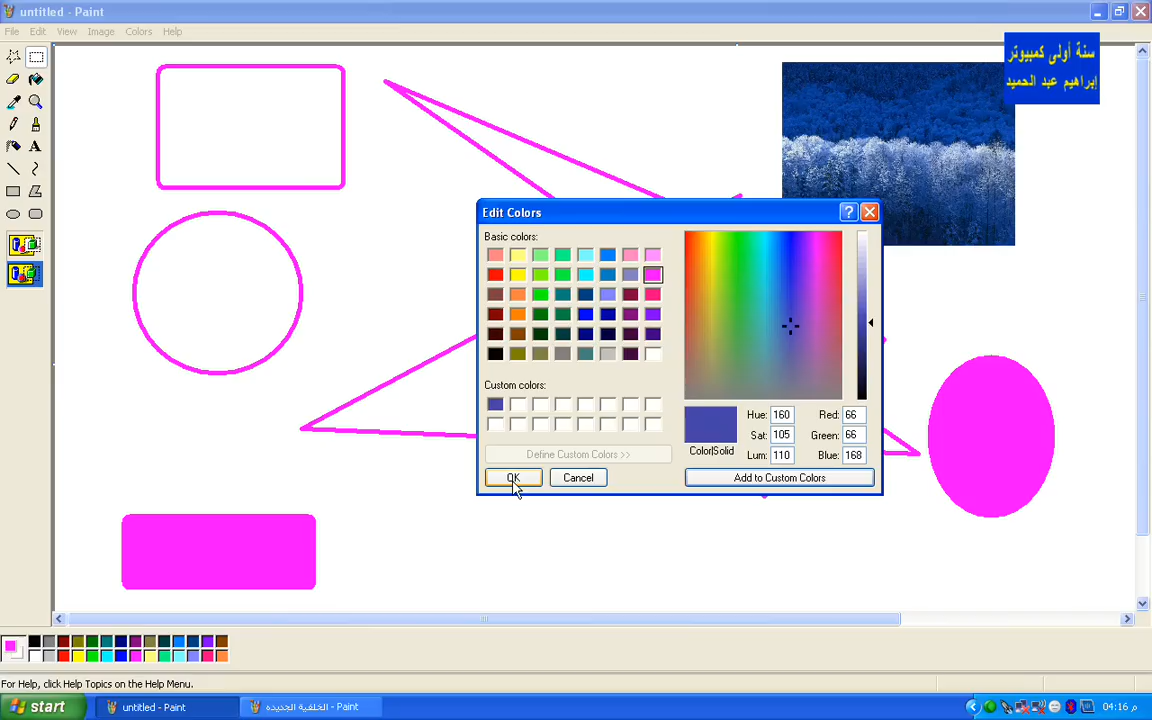 untitled - Paint
File Edit View Image Colors Help
سنة أولى كمبيوتر
إبراهيم عبد الحميد
Edit Colors
Basic colors:
Custom colors:
Define Custom Colors >>
OK Cancel
Hue: 160 Red: 66
Sat: 105 Green: 66
Color|Solid Lum: 110 Blue: 168
Add to Custom Colors
For Help, click Help Topics on the Help Menu.
start untitled - Paint الخلفية الجديده - Paint 04:16 م